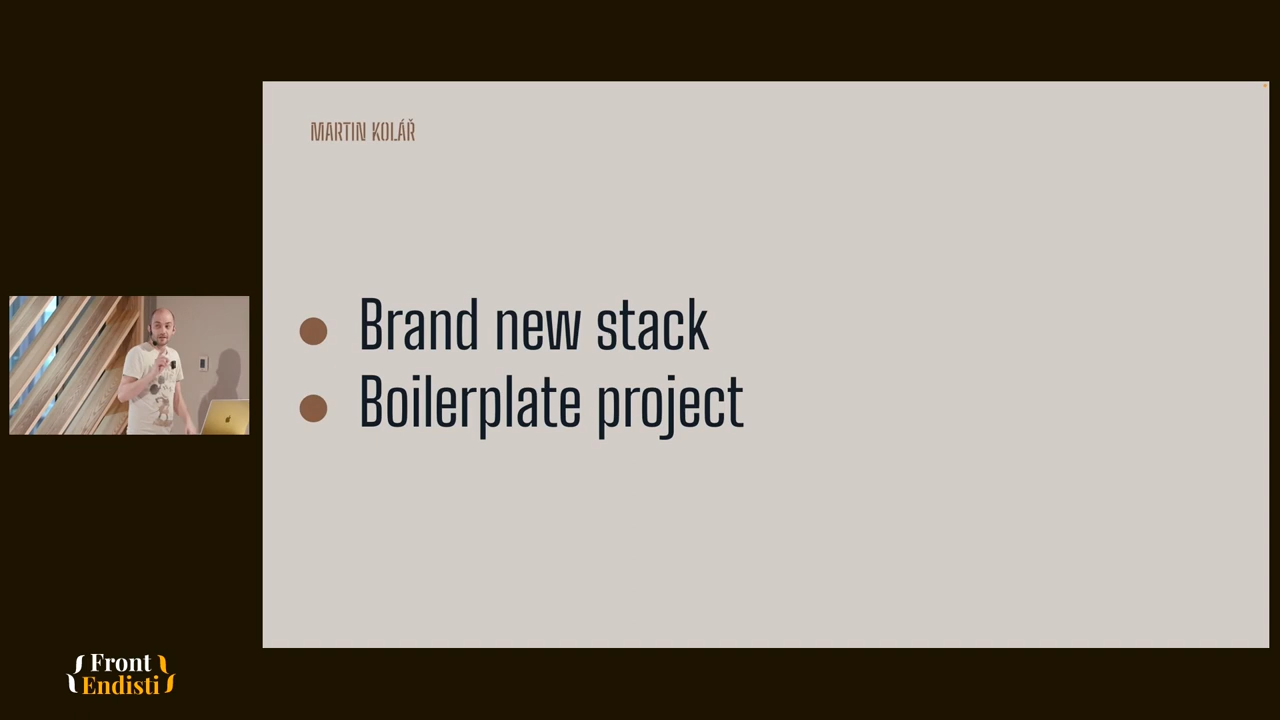 MARTIN KOLÁŘ
Brand new stack
Boilerplate project
{Front
Endisti}